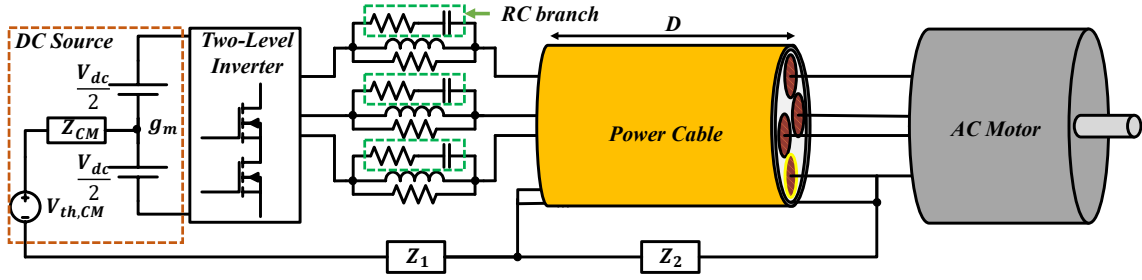 RC branch
DC Source
Two-Level
Inverter
D
V_dc
2
Z_CM
g_m
Power Cable
AC Motor
V_dc
2
V_th,CM
Z_1
Z_2